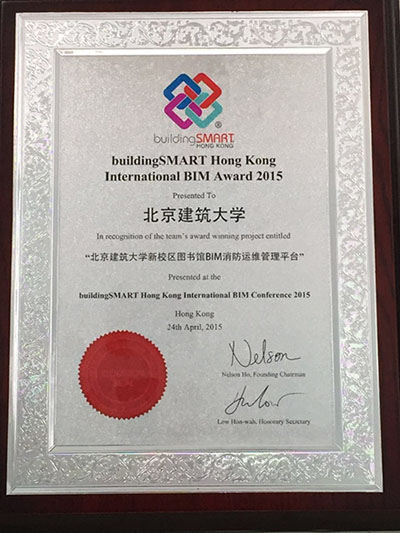 buildingSMART®
HONG KONG
buildingSMART Hong Kong
International BIM Award 2015
Presented To
北京建筑大学
In recognition of the team's award winning project entitled
“北京建筑大学新校区图书馆BIM消防运维管理平台”
Presented at the
buildingSMART Hong Kong International BIM Conference 2015
Hong Kong
24th April, 2015
Nelson
Nelson Ho, Founding Chairman
Low Hon-wah, Honorary Secretary